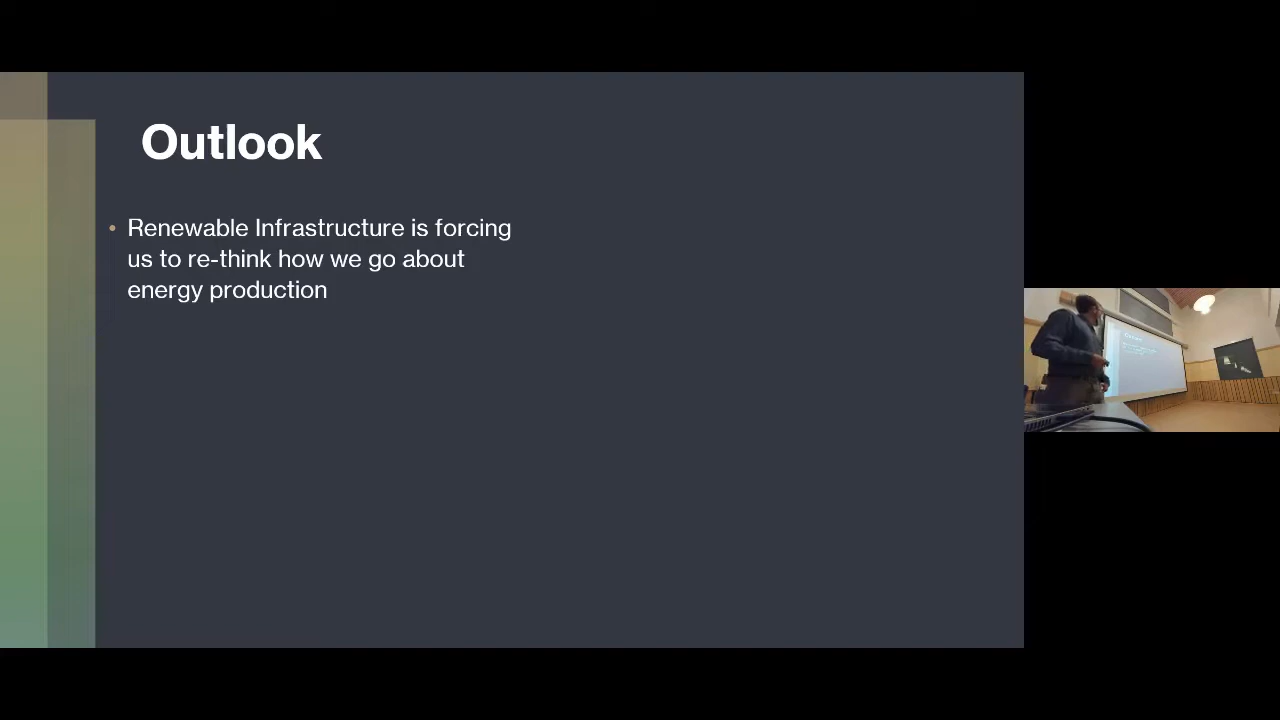 Outlook
• Renewable Infrastructure is forcing
us to re-think how we go about
energy production